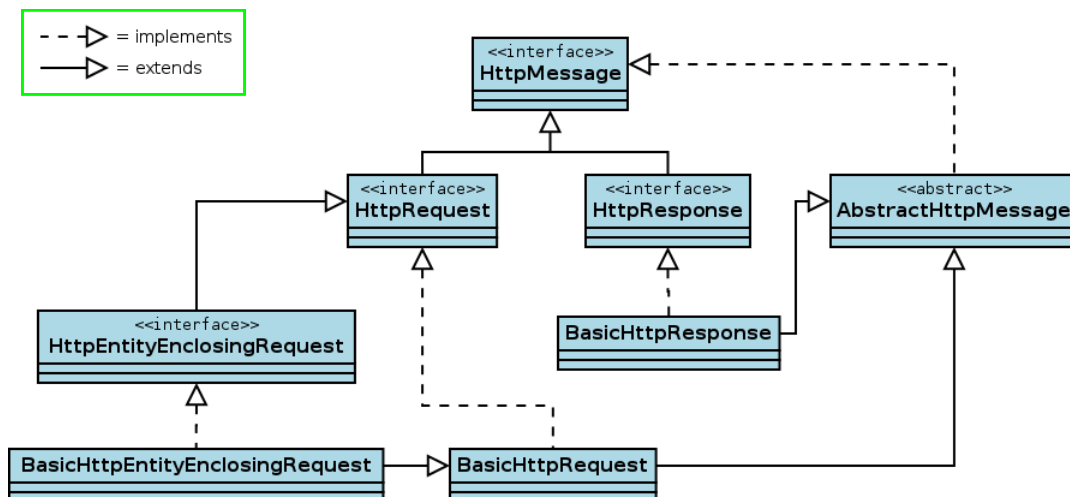 = implements
= extends
<<interface>>
HttpMessage
<<interface>>
HttpRequest
<<interface>>
HttpResponse
<<abstract>>
AbstractHttpMessage
<<interface>>
HttpEntityEnclosingRequest
BasicHttpResponse
BasicHttpEntityEnclosingRequest
BasicHttpRequest